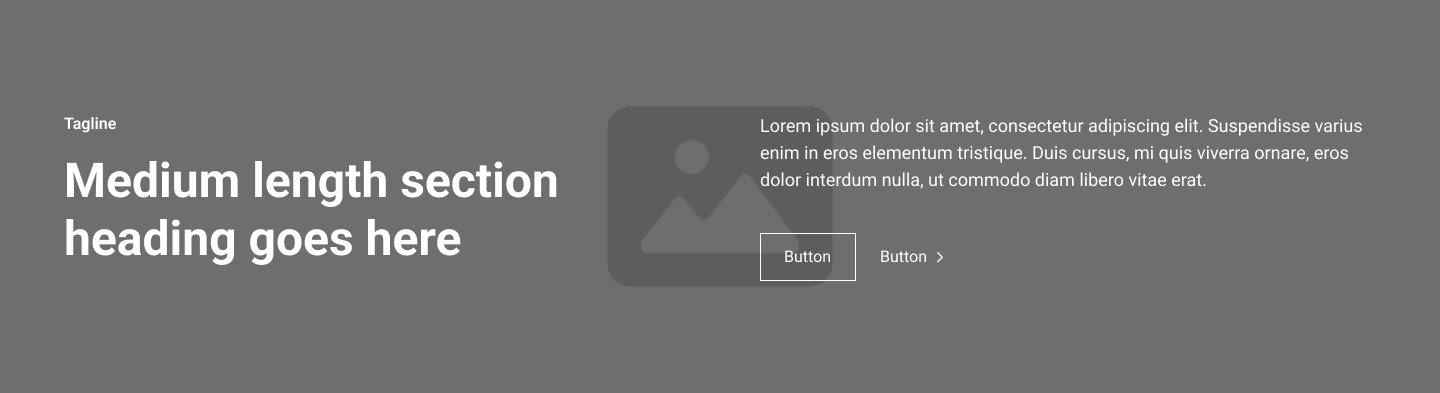 Tagline
Medium length section
heading goes here
Lorem ipsum dolor sit amet, consectetur adipiscing elit. Suspendisse varius
enim in eros elementum tristique. Duis cursus, mi quis viverra ornare, eros
dolor interdum nulla, ut commodo diam libero vitae erat.
Button
Button